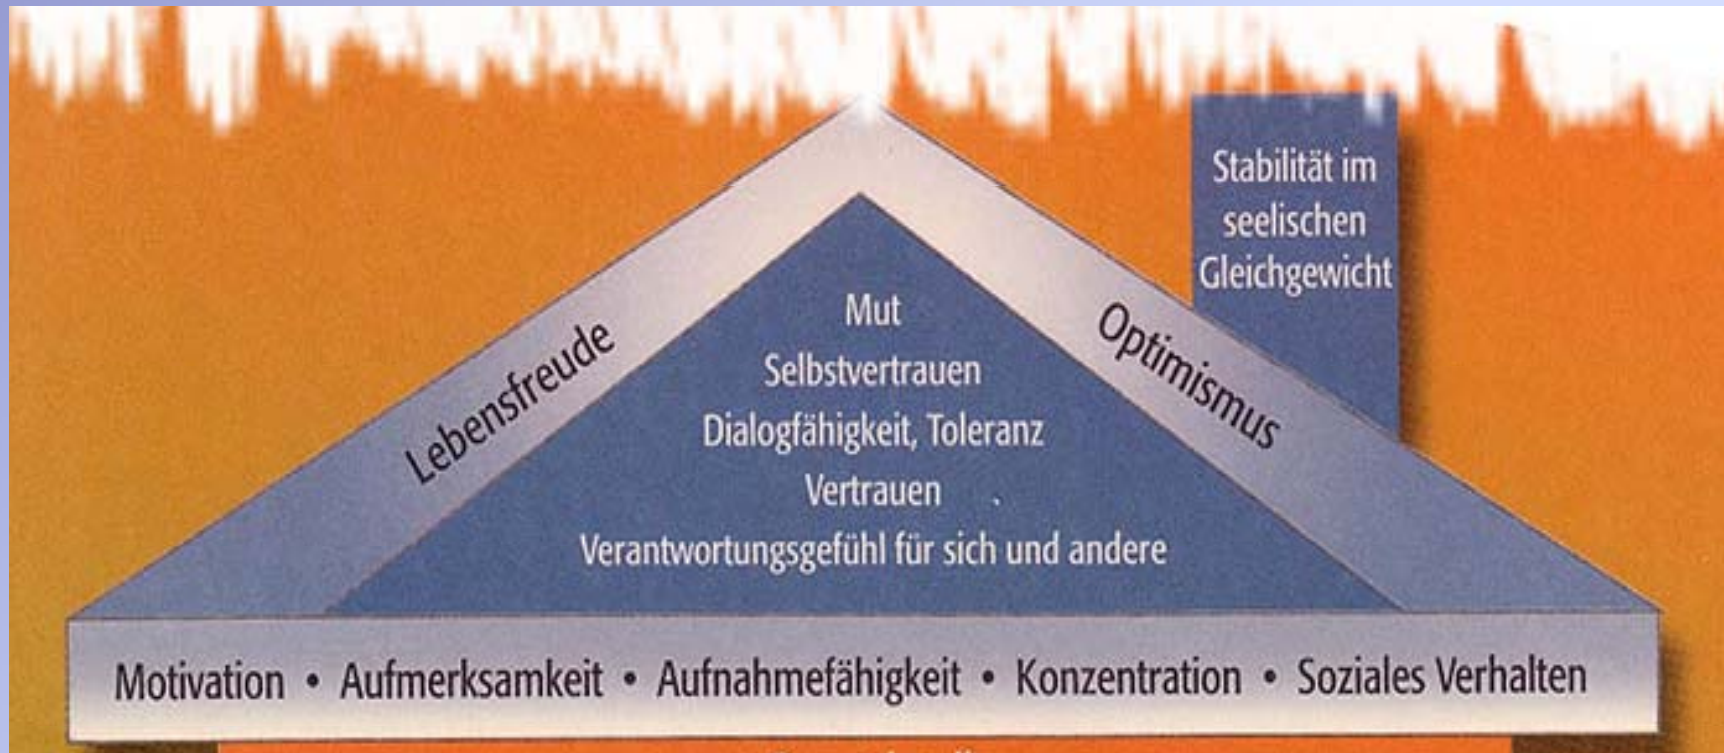 Stabilität im
seelischen
Gleichgewicht
Lebensfreude
Optimismus
Mut
Selbstvertrauen
Dialogfähigkeit, Toleranz
Vertrauen
Verantwortungsgefühl für sich und andere
Motivation • Aufmerksamkeit • Aufnahmefähigkeit • Konzentration • Soziales Verhalten